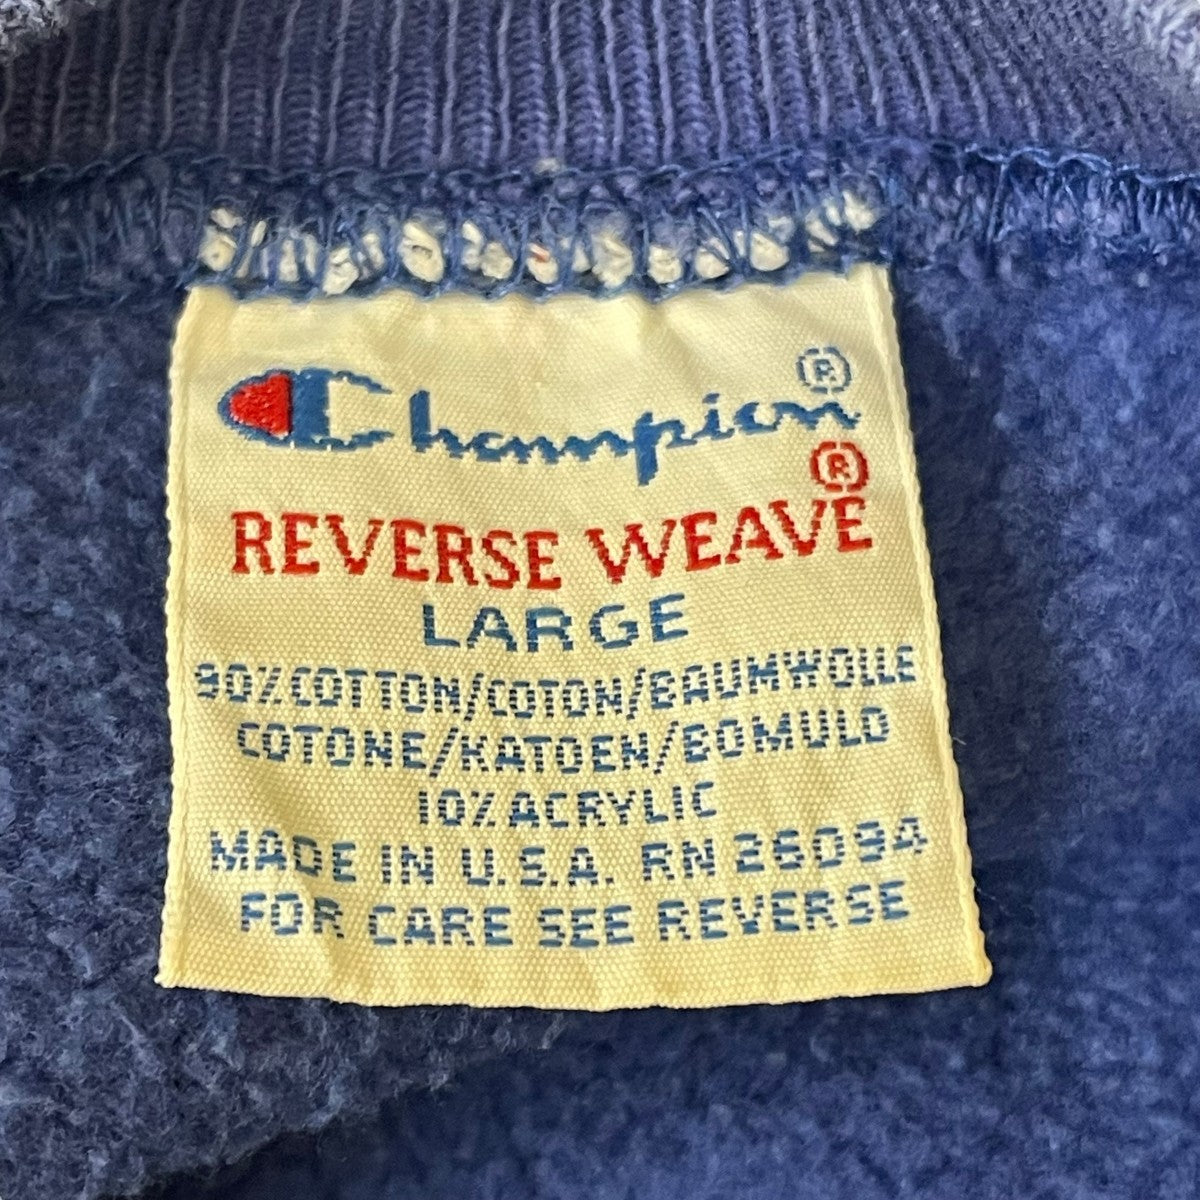 Champion®
REVERSE WEAVE®
LARGE
90% COTTON/COTON/BAUMWOLLE
COTONE/KATOEN/BOMULD
10% ACRYLIC
MADE IN U.S.A. RN 26094
FOR CARE SEE REVERSE